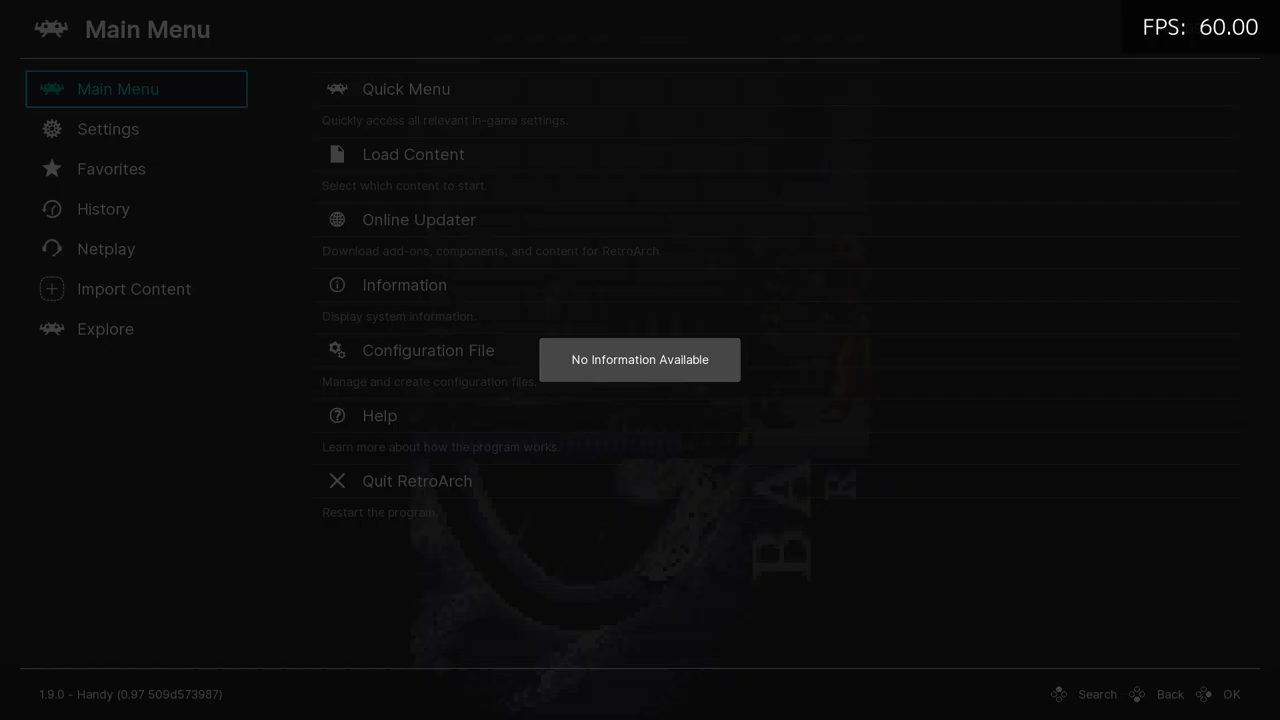 Main Menu
FPS: 60.00
Main Menu
Settings
Favorites
History
Netplay
Import Content
Explore
Quick Menu
Quickly access all relevant in-game settings.
Load Content
Select which content to start.
Online Updater
Download add-ons, components, and content for RetroArch.
Information
Display system information.
Configuration File
Manage and create configuration files.
No Information Available
Help
Learn more about how the program works.
Quit RetroArch
Restart the program.
B A
R
1.9.0 - Handy (0.97 509d573987)
Search
Back
OK